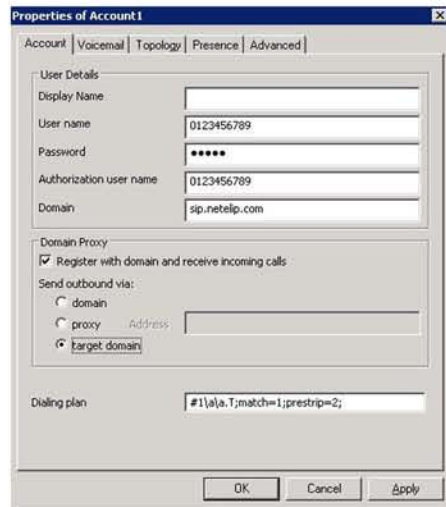 Properties of Account1
Account Voicemail Topology Presence Advanced
User Details
Display Name
User name 0123456789
Password •••••
Authorization user name 0123456789
Domain sip.netelip.com
Domain Proxy
Register with domain and receive incoming calls
Send outbound via:
domain
proxy Address
target domain
Dialing plan #1\a\a.T;match=1;prestrip=2;
OK Cancel Apply